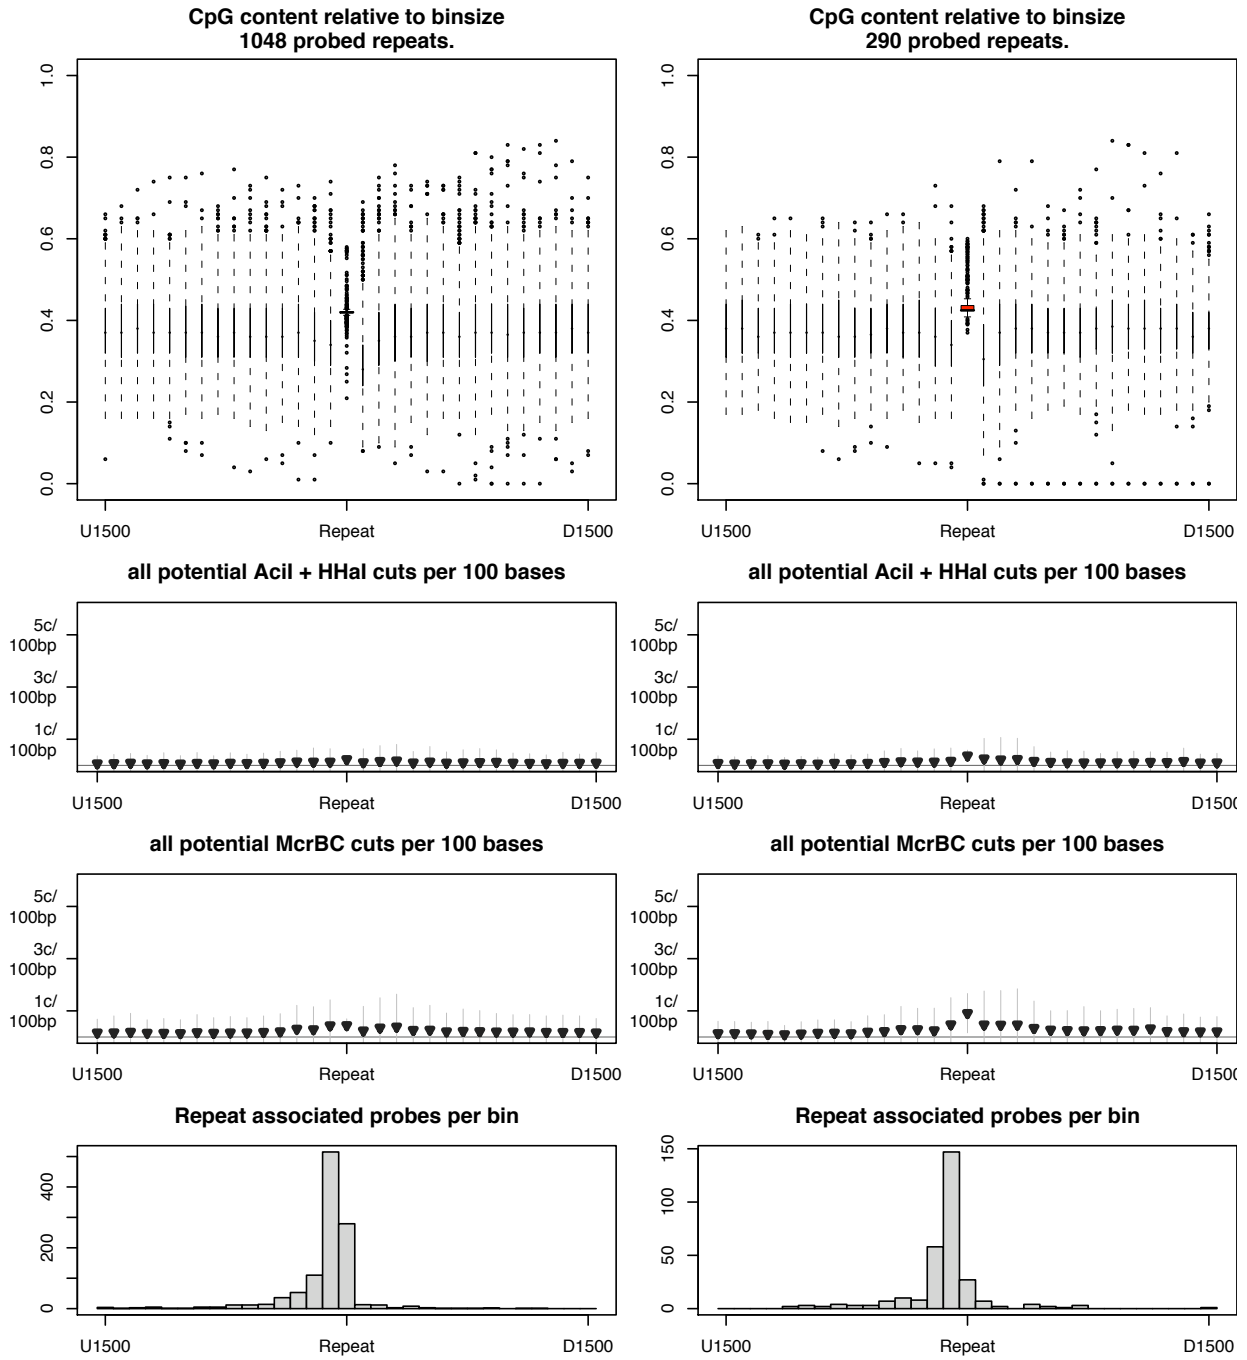 CpG content relative to binsize
1048 probed repeats.
1.0
0.8
0.6
0.4
0.2
0.0
U1500 Repeat D1500
CpG content relative to binsize
290 probed repeats.
1.0
0.8
0.6
0.4
0.2
0.0
U1500 Repeat D1500
all potential AciI + HHaI cuts per 100 bases
5c/
100bp
3c/
100bp
1c/
100bp
U1500 Repeat D1500
all potential AciI + HHaI cuts per 100 bases
5c/
100bp
3c/
100bp
1c/
100bp
U1500 Repeat D1500
all potential McrBC cuts per 100 bases
5c/
100bp
3c/
100bp
1c/
100bp
U1500 Repeat D1500
all potential McrBC cuts per 100 bases
5c/
100bp
3c/
100bp
1c/
100bp
U1500 Repeat D1500
Repeat associated probes per bin
400
200
0
U1500 Repeat D1500
Repeat associated probes per bin
150
100
50
0
U1500 Repeat D1500